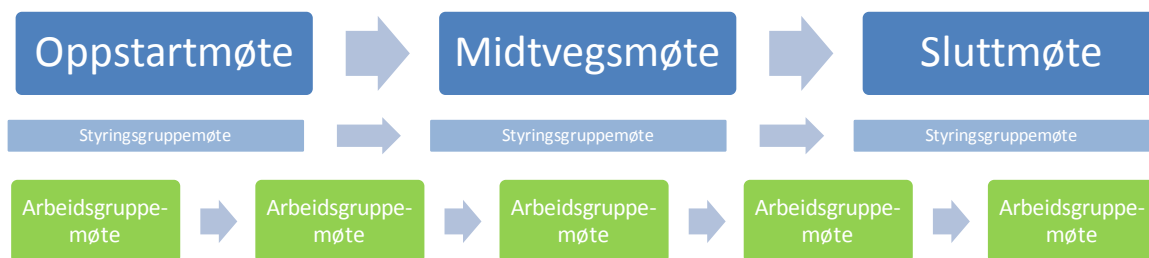 Oppstartmøte
Midtvegsmøte
Sluttmøte
Styringsgruppemøte
Styringsgruppemøte
Styringsgruppemøte
Arbeidsgruppe-
møte
Arbeidsgruppe-
møte
Arbeidsgruppe-
møte
Arbeidsgruppe-
møte
Arbeidsgruppe-
møte